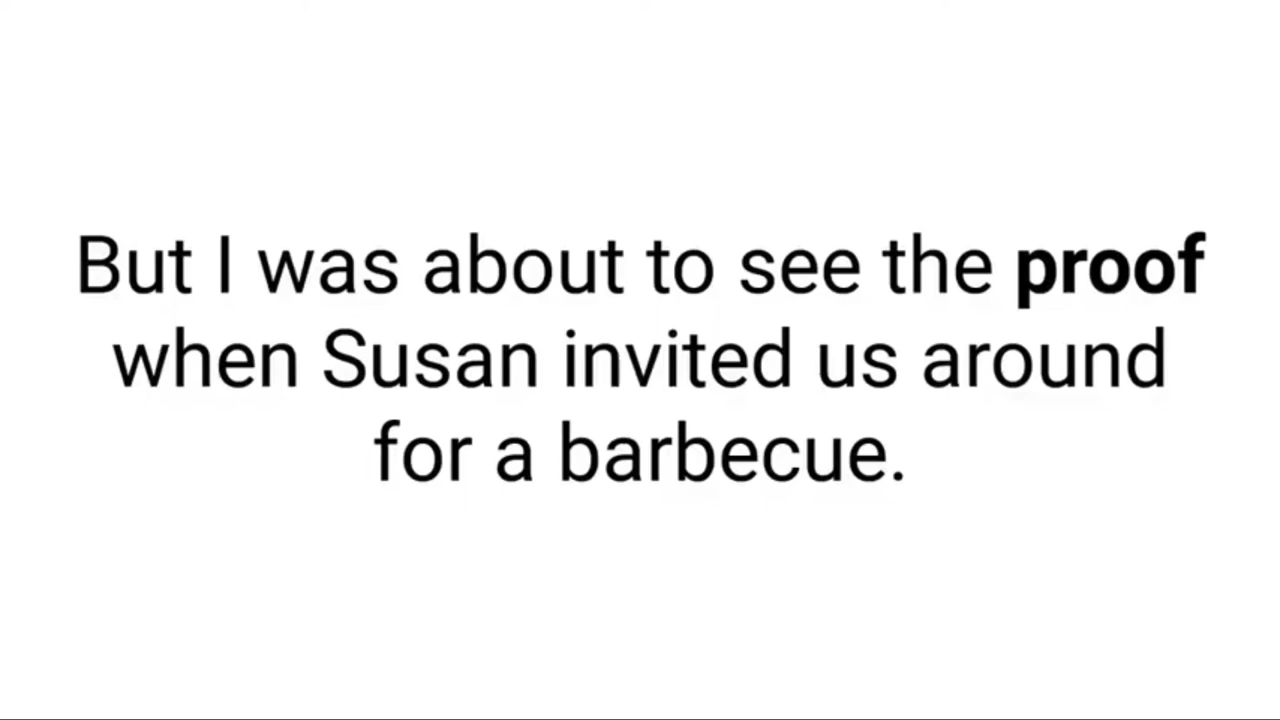 But I was about to see the proof
when Susan invited us around
for a barbecue.